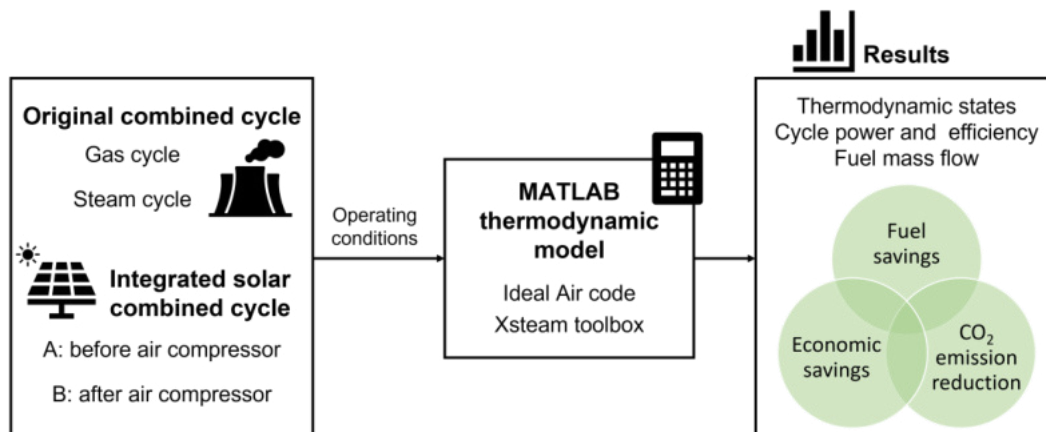 Original combined cycle
Gas cycle
Steam cycle
Integrated solar
combined cycle
A: before air compressor
B: after air compressor
Operating
conditions
MATLAB
thermodynamic
model
Ideal Air code
Xsteam toolbox
Results
Thermodynamic states
Cycle power and efficiency
Fuel mass flow
Fuel
savings
Economic
savings
CO₂
emission
reduction